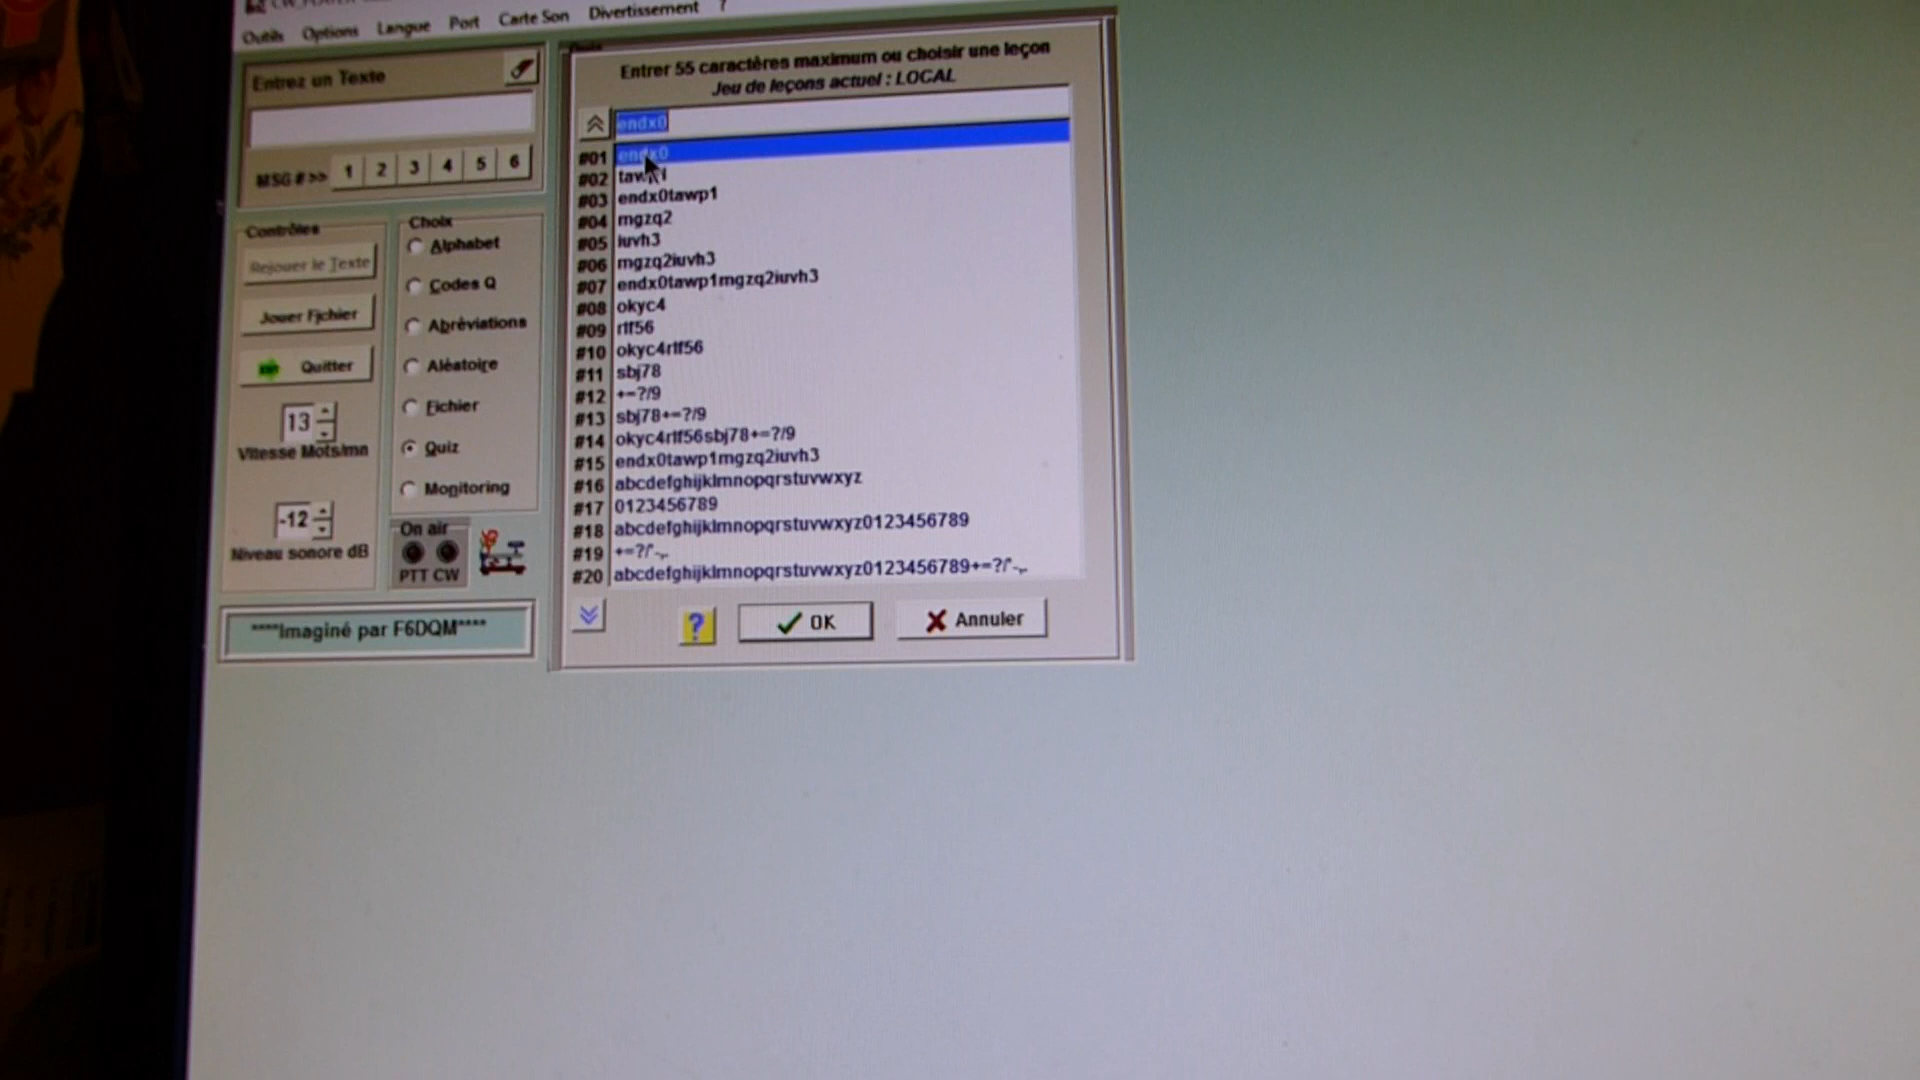 CW_PLAYER
Outils Options Langue Port Carte Son Divertissement ?
Entrez un Texte
MSG # >> 1 2 3 4 5 6
Contrôles
Rejouer le Texte
Jouer Fichier
Quitter
13
Vitesse Mots/mn
-12
Niveau sonore dB
Choix
Alphabet
Codes Q
Abréviations
Aléatoire
Fichier
Quiz
Monitoring
On air
PTT CW
****Imaginé par F6DQM****
Entrer 55 caractères maximum ou choisir une leçon
Jeu de leçons actuel : LOCAL
endx0
#01 endx0
#02
#03 endx0tawp1
#04 mgzq2
#05 iuvh3
#06 mgzq2iuvh3
#07 endx0tawp1mgzq2iuvh3
#08 okyc4
#09 rlf56
#10 okyc4rlf56
#11 sbj78
#12 +=?/9
#13 sbj78+=?/9
#14 okyc4rlf56sbj78+=?/9
#15 endx0tawp1mgzq2iuvh3
#16 abcdefghijklmnopqrstuvwxyz
#17 0123456789
#18 abcdefghijklmnopqrstuvwxyz0123456789
#19
#20
? OK Annuler